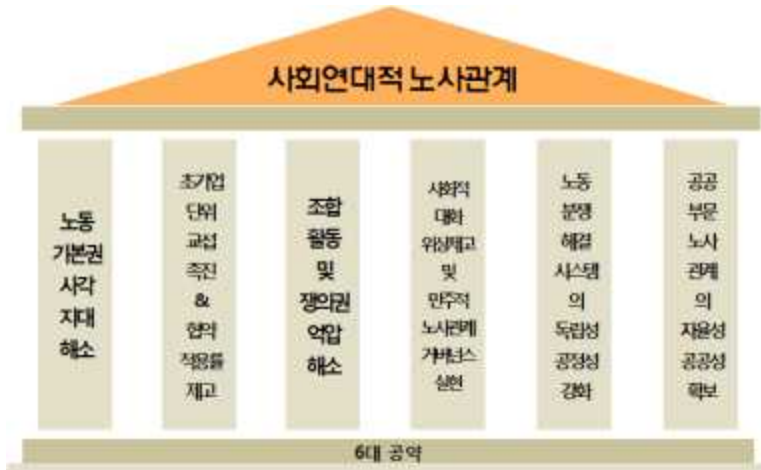 사회연대적 노사관계
노동
기본권
사각
지대
해소
초기업
단위
교섭
촉진
&
협약
적용률
제고
조합
활동
및
쟁의권
억압
해소
사회적
대화
위상제고
및
민주적
노사관계
거버넌스
실현
노동
분쟁
해결
시스템
의
독립성
공정성
강화
공공
부문
노사
관계
의
자율성
공공성
확보
6대 공약